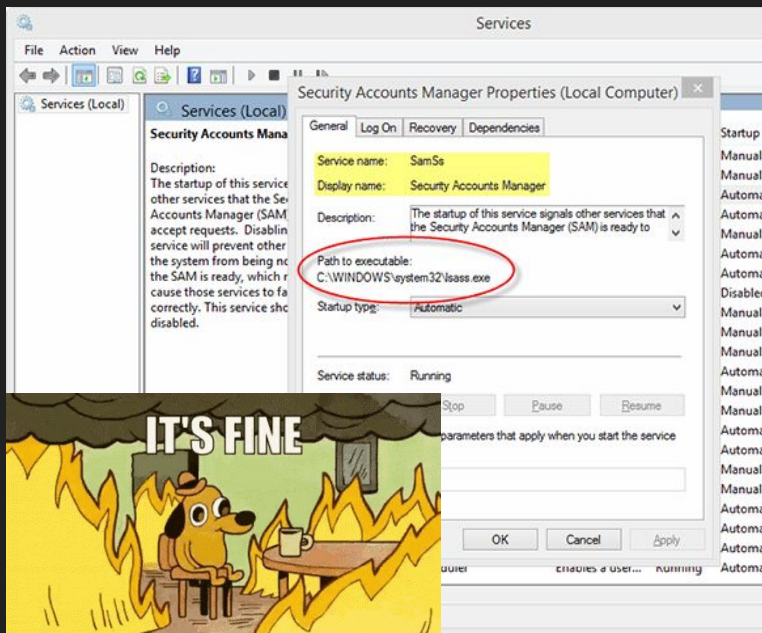 Services
File Action View Help
Services (Local)
Services (Local)
Security Accounts Mana
Description:
The startup of this service
other services that the Se
Accounts Manager (SAM
accept requests. Disablin
service will prevent other
the system from being no
the SAM is ready, which
cause those services to fa
correctly. This service sho
disabled.
Security Accounts Manager Properties (Local Computer)
General Log On Recovery Dependencies
Service name: SamSs
Display name: Security Accounts Manager
Description: The startup of this service signals other services that
the Security Accounts Manager (SAM) is ready to
Path to executable:
C:\WINDOWS\system32\lsass.exe
Startup type: Automatic
Service status: Running
Stop Pause Resume
parameters that apply when you start the service
OK Cancel Apply
Startup
Manual
Manual
Automa
Automa
Manual
Automa
Automa
Disabled
Manual
Manual
Manual
Automa
Manual
Manual
Automa
Automa
Manual
Manual
Automa
Automa
Automa
Enables a user... Running Automa
IT'S FINE